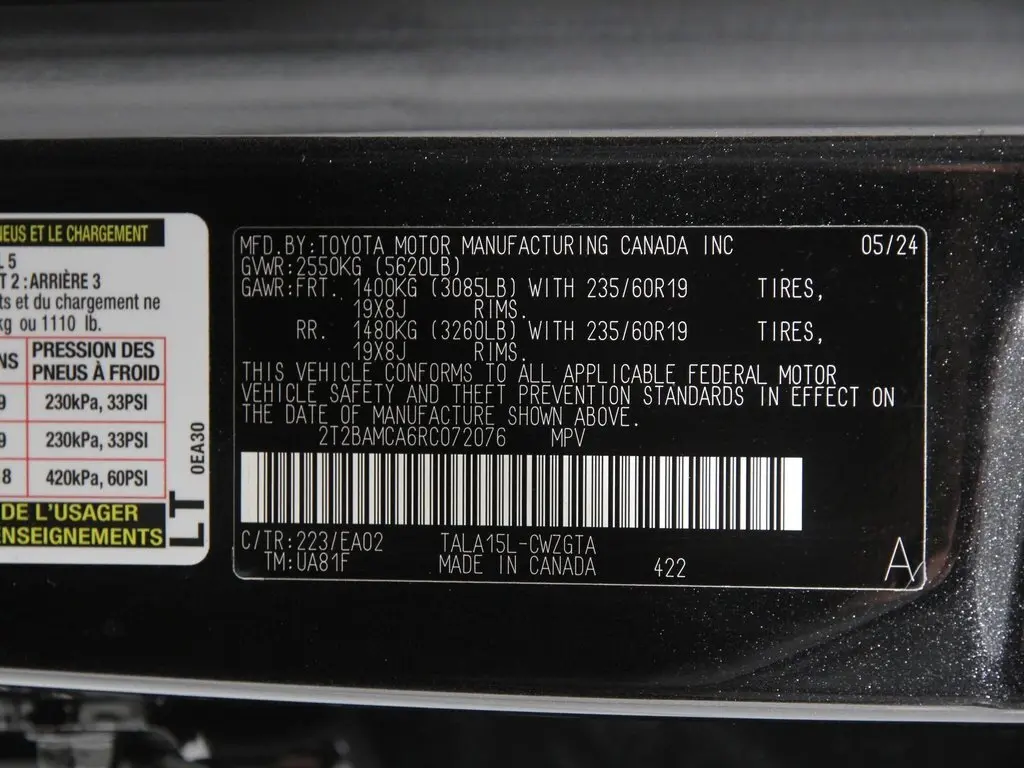 NEUS ET LE CHARGEMENT
L 5
T 2 : ARRIÈRE 3
ts et du chargement ne
kg ou 1110 lb.
NS PRESSION DES
PNEUS À FROID
9 230kPa, 33PSI
9 230kPa, 33PSI
8 420kPa, 60PSI
DE L'USAGER
ENSEIGNEMENTS
0EA30
LT
MFD. BY: TOYOTA MOTOR MANUFACTURING CANADA INC 05/24
GVWR: 2550KG (5620LB)
GAWR: FRT. 1400KG (3085LB) WITH 235/60R19 TIRES,
19X8J RIMS.
RR. 1480KG (3260LB) WITH 235/60R19 TIRES,
19X8J RIMS.
THIS VEHICLE CONFORMS TO ALL APPLICABLE FEDERAL MOTOR
VEHICLE SAFETY AND THEFT PREVENTION STANDARDS IN EFFECT ON
THE DATE OF MANUFACTURE SHOWN ABOVE.
2T2BAMCA6RC072076 MPV
C/TR: 223/EA02 TALA15L-CWZGTA
TM: UA81F MADE IN CANADA 422
A